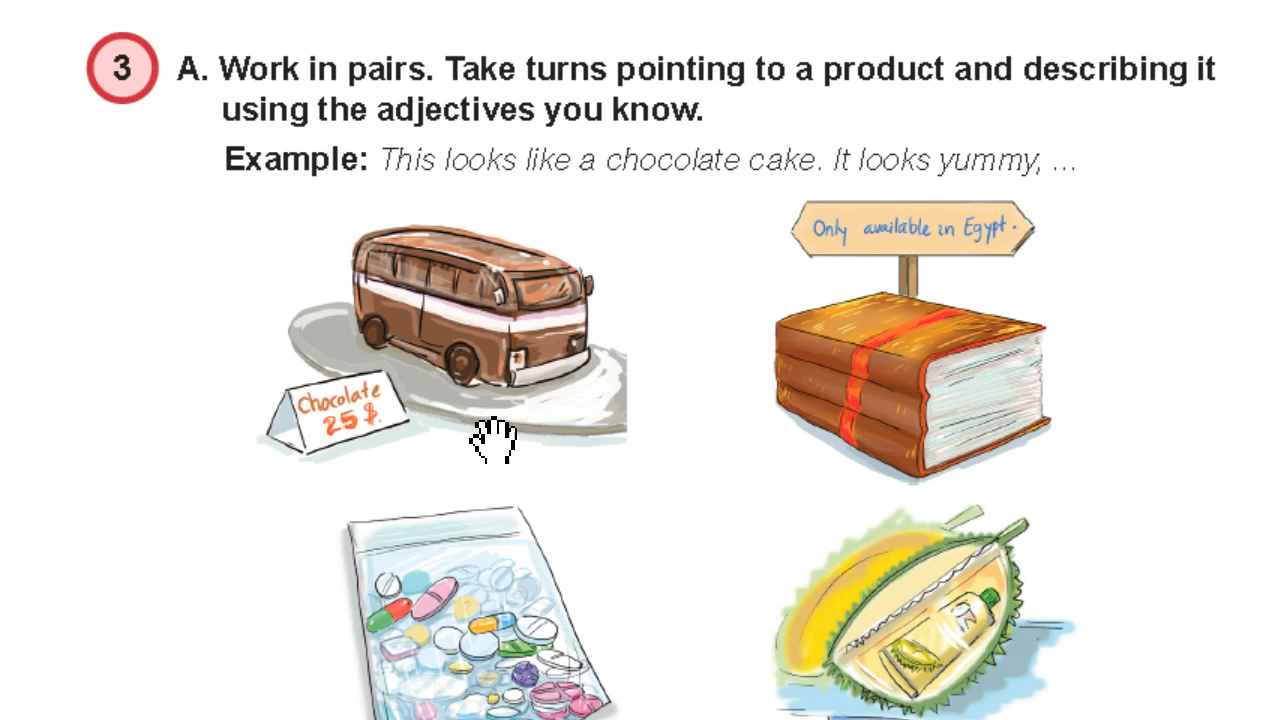 3
A. Work in pairs. Take turns pointing to a product and describing it
using the adjectives you know.
Example: This looks like a chocolate cake. It looks yummy, ...
Only available in Egypt.
Chocolate
25 $.